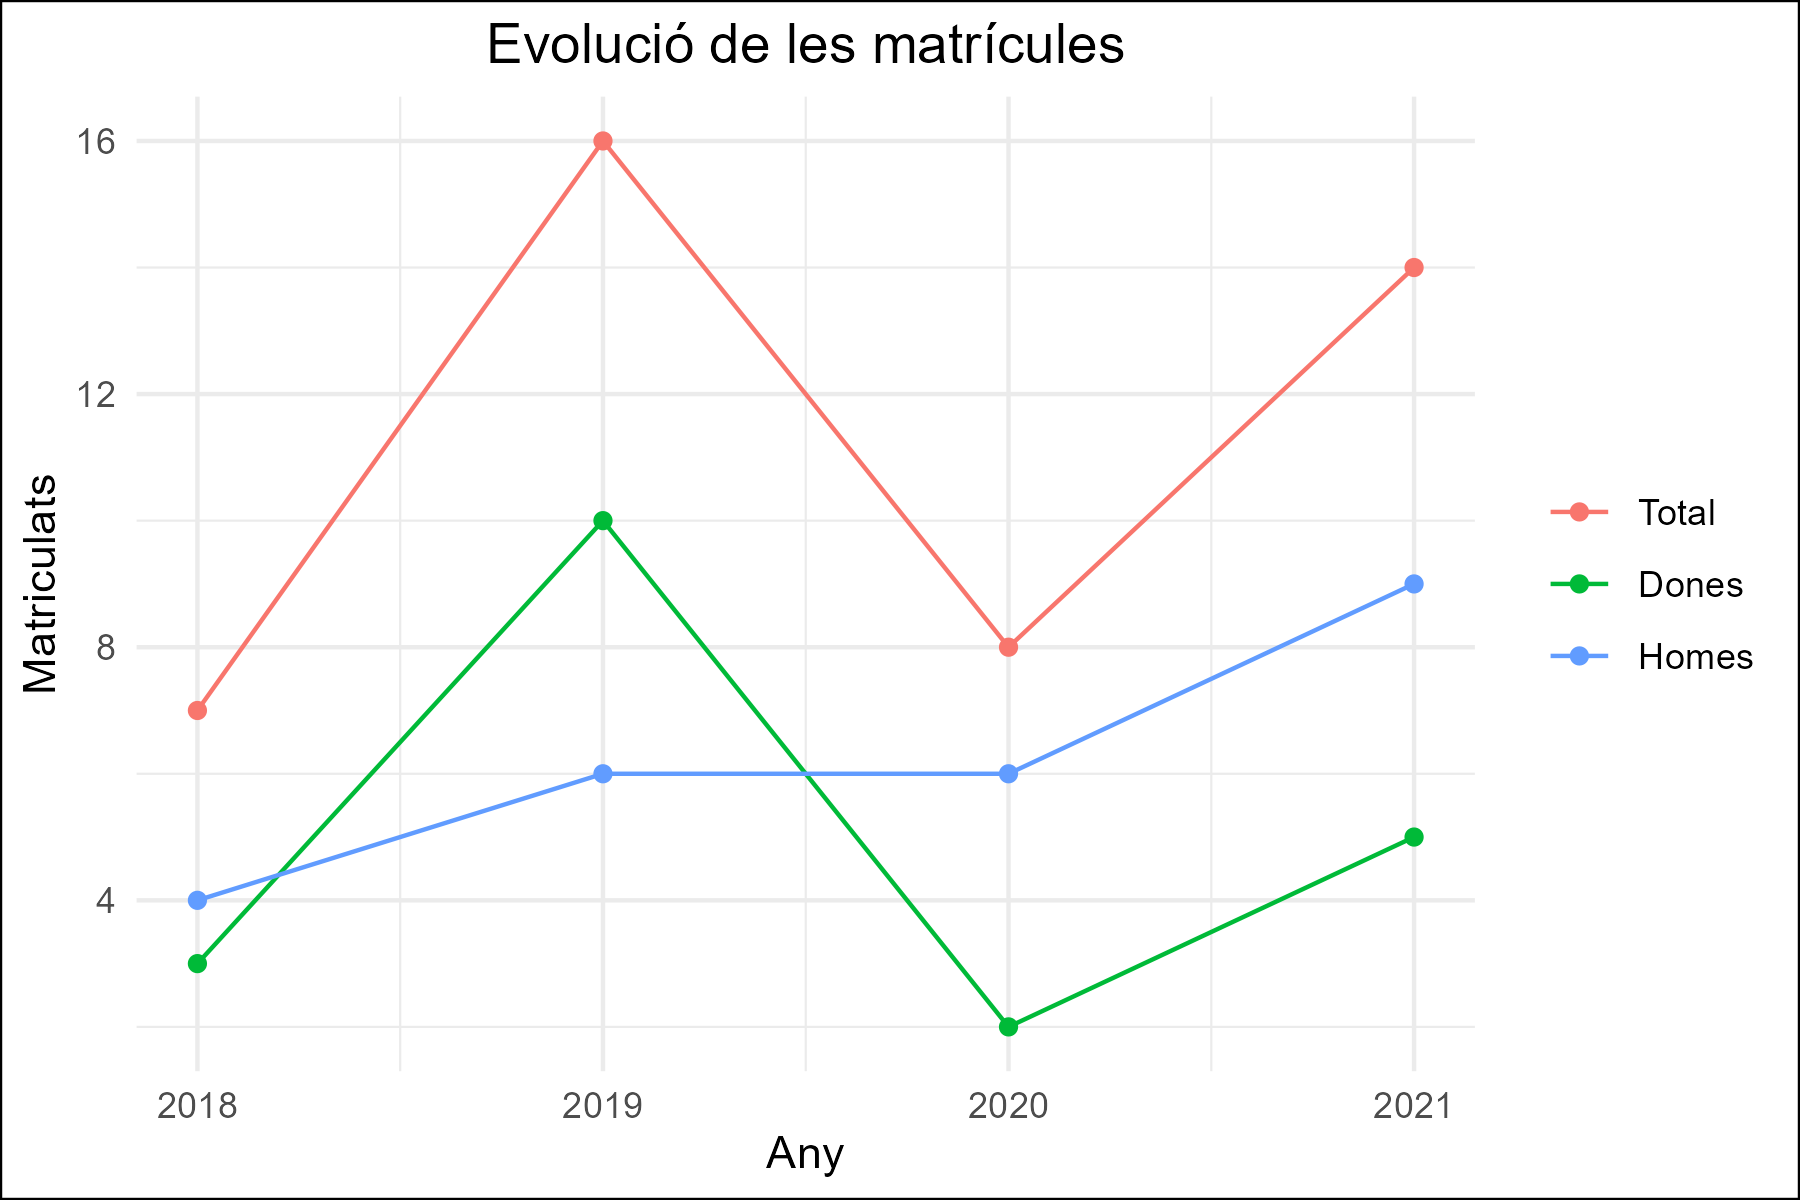 Evolució de les matrícules
16
12
8
4
Matriculats
2018
2019
2020
2021
Any
Total
Dones
Homes